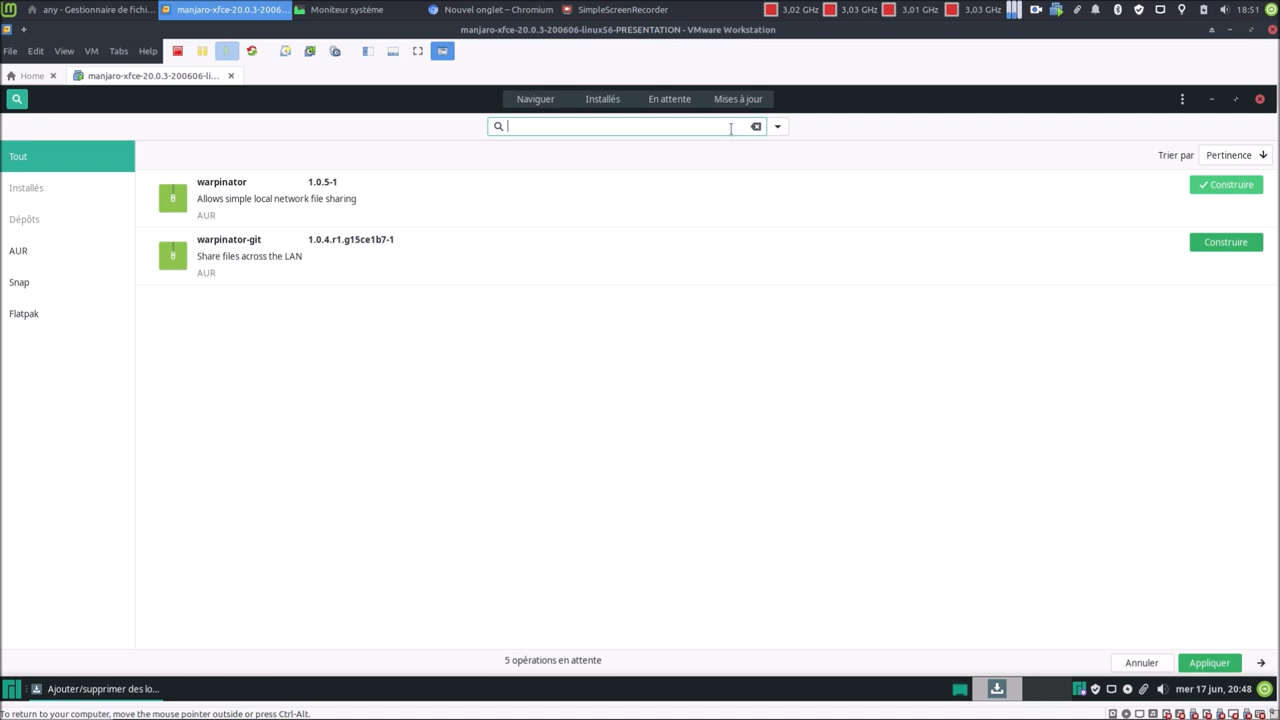 any - Gestionnaire de fichi...
manjaro-xfce-20.0.3-2006...
Moniteur système
Nouvel onglet – Chromium
SimpleScreenRecorder
3,02 GHz
3,03 GHz
3,01 GHz
3,03 GHz
18:51
manjaro-xfce-20.0.3-200606-linux56-PRESENTATION - VMware Workstation
File Edit View VM Tabs Help
Home
manjaro-xfce-20.0.3-200606-li...
Naviguer
Installés
En attente
Mises à jour
Trier par
Pertinence
Tout
Installés
Dépôts
AUR
Snap
Flatpak
warpinator 1.0.5-1
Construire
Allows simple local network file sharing
AUR
warpinator-git 1.0.4.r1.g15ce1b7-1
Construire
Share files across the LAN
AUR
5 opérations en attente
Annuler
Appliquer
Ajouter/supprimer des lo...
mer 17 jun, 20:48
To return to your computer, move the mouse pointer outside or press Ctrl-Alt.